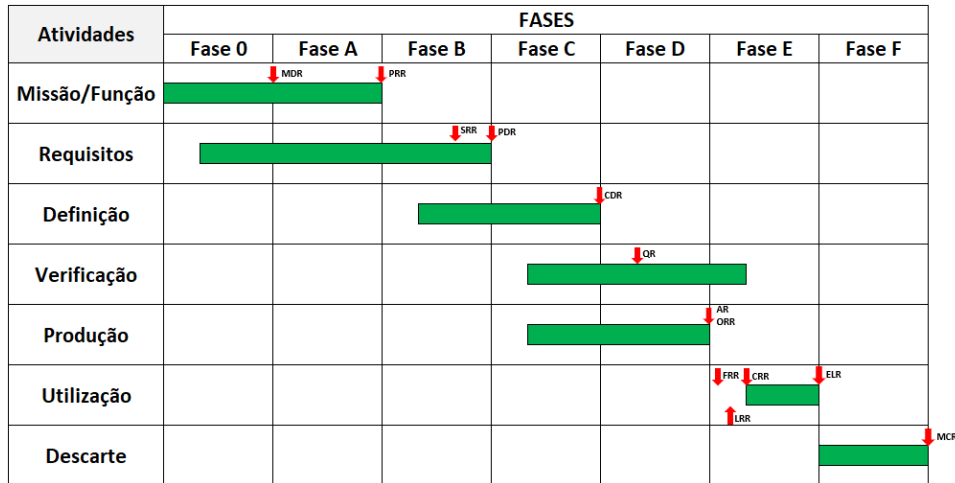 Atividades
FASES
Fase 0 Fase A Fase B Fase C Fase D Fase E Fase F
MDR PRR
Missão/Função
SRR PDR
Requisitos
CDR
Definição
QR
Verificação
AR
ORR
Produção
FRR CRR ELR
Utilização
LRR
MCR
Descarte